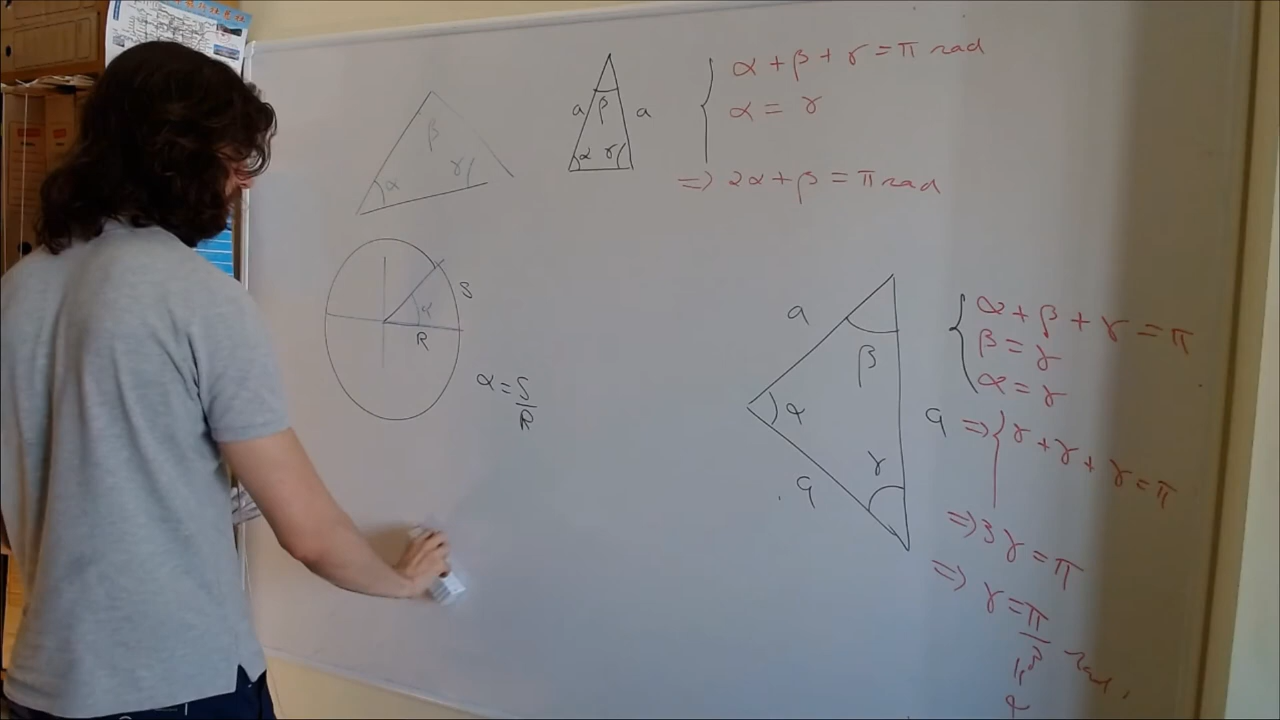 β
α γ
a β a
α γ
α + β + γ = π rad
α = γ
=> 2α + β = π rad
S
α
R
α = S
R
a
β
α
γ
a
a
α + β + γ = π
β = γ
α = γ
=> γ + γ + γ = π
=> 3γ = π
=> γ = π
3 rad